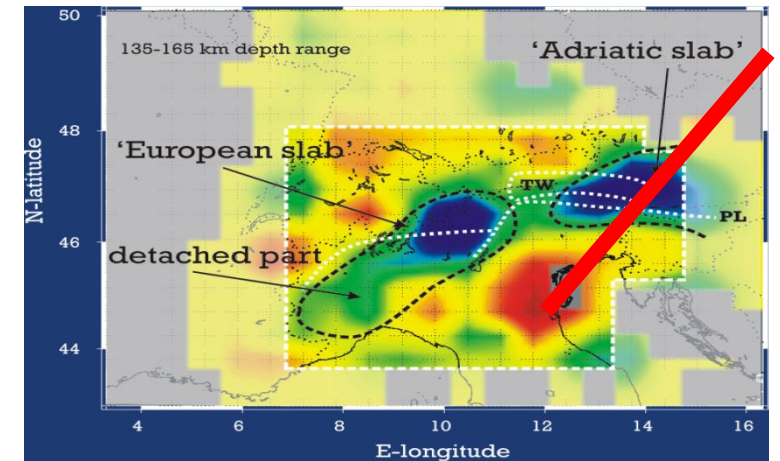 50
135-165 km depth range
'Adriatic slab'
48
'European slab'
TW
PL
N-latitude
46
detached part
44
4 6 8 10 12 14 16
E-longitude